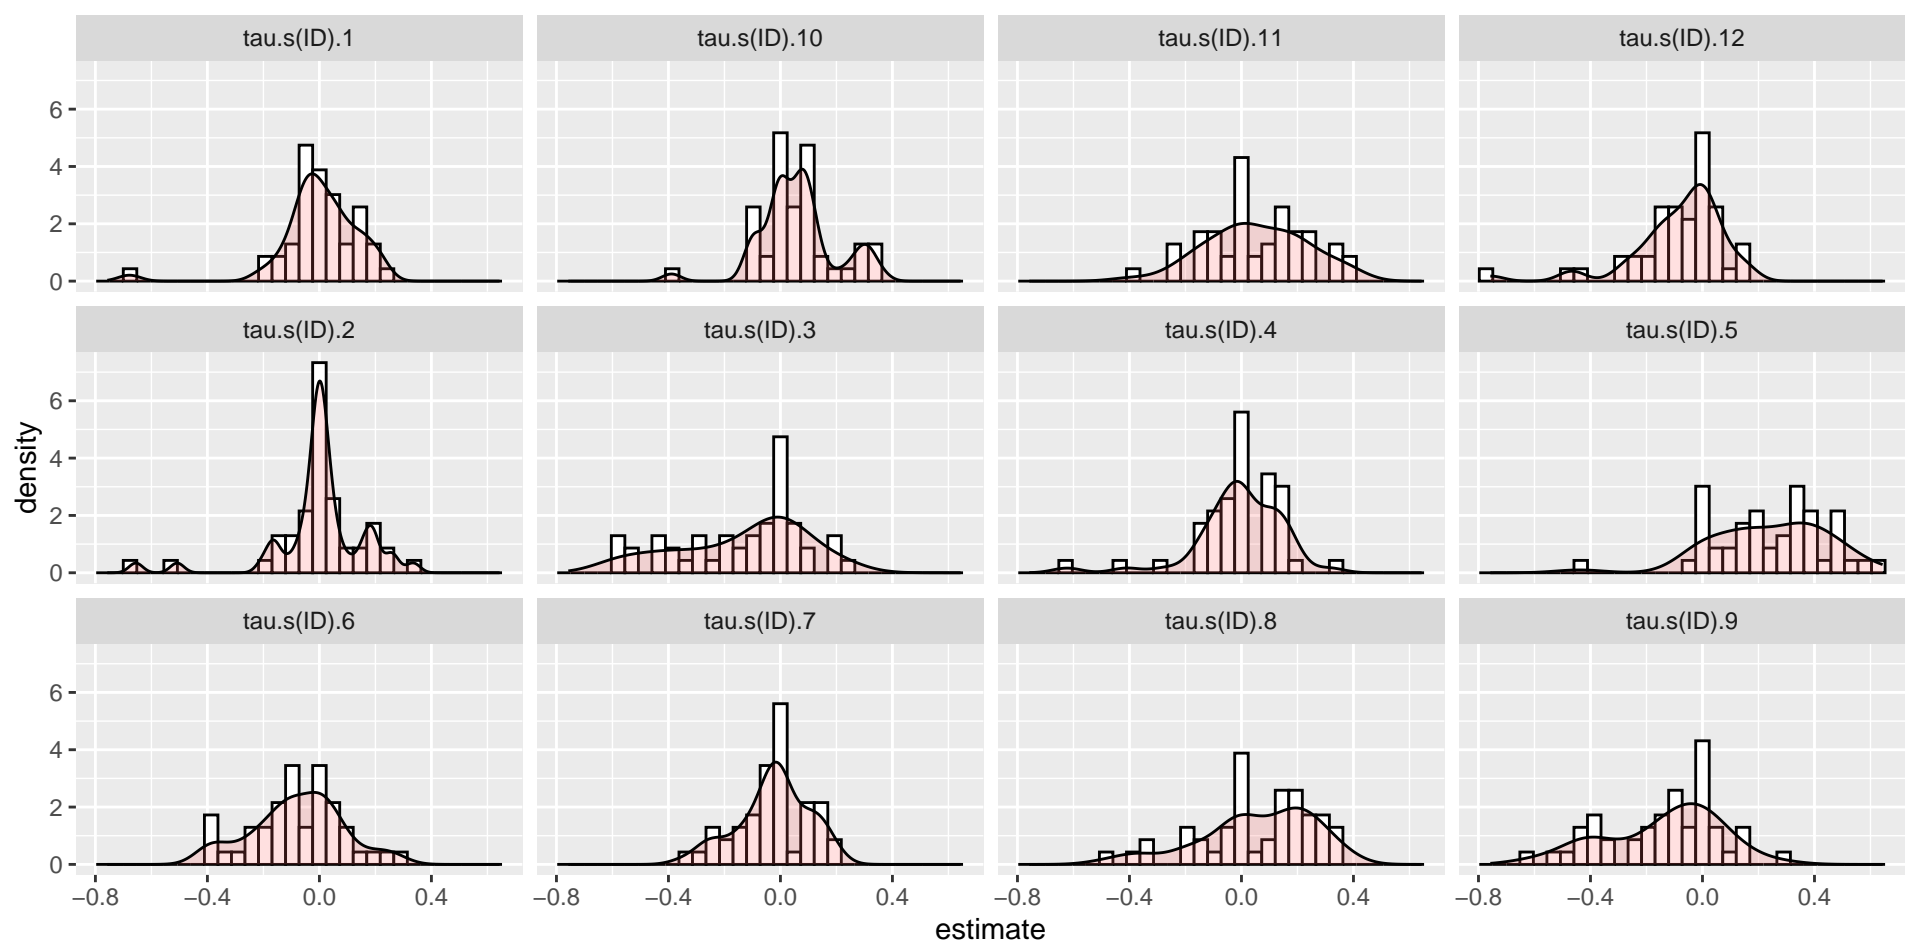 tau.s(ID).1 tau.s(ID).10 tau.s(ID).11 tau.s(ID).12
6
4
2
0
tau.s(ID).2 tau.s(ID).3 tau.s(ID).4 tau.s(ID).5
6
4
2
0
density
tau.s(ID).6 tau.s(ID).7 tau.s(ID).8 tau.s(ID).9
6
4
2
0
−0.8 −0.4 0.0 0.4 −0.8 −0.4 0.0 0.4 −0.8 −0.4 0.0 0.4 −0.8 −0.4 0.0 0.4
estimate